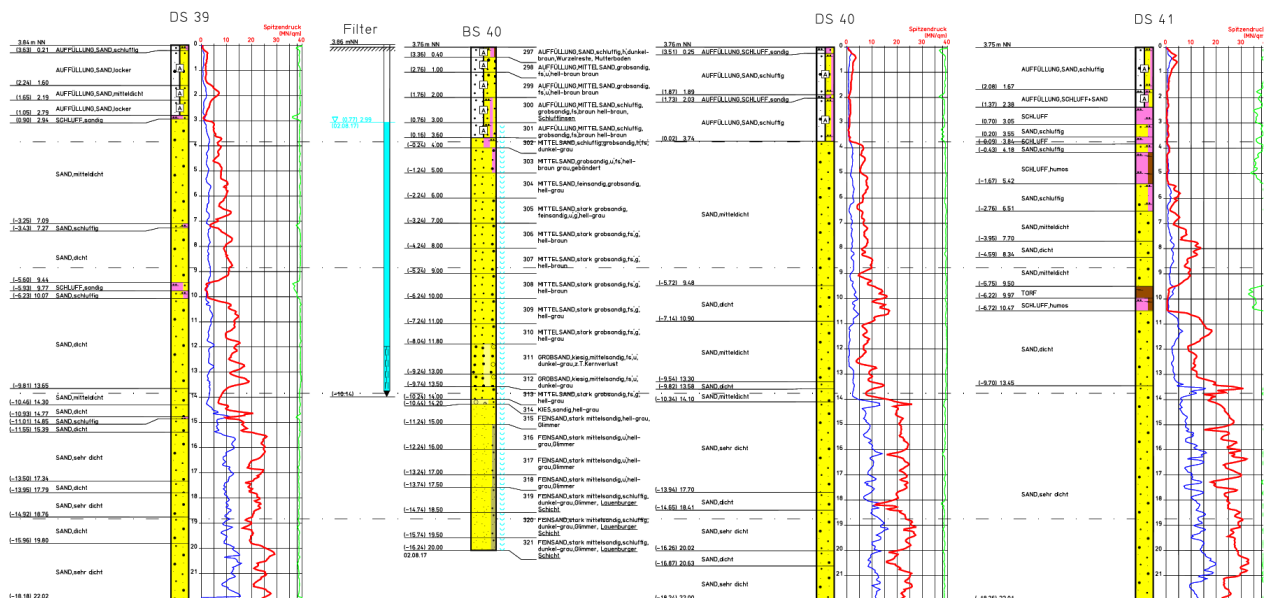 DS 39
Spitzendruck
(MN/qm)
3.84 m NN
0 10 20 30 40
(3.63) 0.21 AUFFÜLLUNG,SAND,schluffig
AUFFÜLLUNG,SAND,locker
(2.24) 1.60
AUFFÜLLUNG,SAND,mitteldicht
(1.65) 2.19
AUFFÜLLUNG,SAND,locker
(1.05) 2.79
(0.90) 2.94 SCHLUFF,sandig
SAND,mitteldicht
(-3.25) 7.09
(-3.43) 7.27 SAND,schluffig
SAND,dicht
(-5.60) 9.44
(-5.93) 9.77 SCHLUFF,sandig
(-6.23) 10.07 SAND,schluffig
SAND,dicht
(-9.81) 13.65
SAND,mitteldicht
(-10.46) 14.30
SAND,dicht
(-10.93) 14.77
(-11.01) 14.85 SAND,schluffig
(-11.55) 15.39 SAND,dicht
SAND,sehr dicht
(-13.50) 17.34
SAND,dicht
(-13.95) 17.79
SAND,sehr dicht
(-14.92) 18.76
SAND,dicht
(-15.96) 19.80
SAND,sehr dicht
(-18.18) 22.02
Filter
3.86 mNN
(0.77) 2.99
(02.08.17)
(-10.14)
BS 40
3.76 m NN
(3.36) 0.40
(2.76) 1.00
(1.76) 2.00
(0.76) 3.00
(0.16) 3.60
(-0.24) 4.00
(-1.24) 5.00
(-2.24) 6.00
(-3.24) 7.00
(-4.24) 8.00
(-5.24) 9.00
(-6.24) 10.00
(-7.24) 11.00
(-8.04) 11.80
(-9.24) 13.00
(-9.74) 13.50
(-10.24) 14.00
(-10.44) 14.20
(-11.24) 15.00
(-12.24) 16.00
(-13.24) 17.00
(-13.74) 17.50
(-14.74) 18.50
(-15.74) 19.50
(-16.24) 20.00
02.08.17
297 AUFFÜLLUNG,SAND,schluffig,h,dunkel-
braun,Wurzelreste, Mutterboden
298 AUFFÜLLUNG,MITTELSAND,grobsandig,
fs,u,hell-braun braun
299 AUFFÜLLUNG,MITTELSAND,grobsandig,
fs,u,hell-braun braun
300 AUFFÜLLUNG,MITTELSAND,schluffig,
grobsandig,fs,braun hell-braun,
Schlufflinsen
301 AUFFÜLLUNG,MITTELSAND,schluffig,
grobsandig,fs,braun hell-braun
302 MITTELSAND,schluffig,grobsandig,h,fs,
dunkel-grau
303 MITTELSAND,grobsandig,u,fs,hell-
braun grau,gebändert
304 MITTELSAND,feinsandig,grobsandig,
hell-grau
305 MITTELSAND,stark grobsandig,
feinsandig,u,g,hell-grau
306 MITTELSAND,stark grobsandig,fs,g,
hell-braun
307 MITTELSAND,stark grobsandig,fs,g,
hell-braun
308 MITTELSAND,stark grobsandig,fs,g,
hell-braun
309 MITTELSAND,stark grobsandig,fs,g,
hell-grau
310 MITTELSAND,stark grobsandig,fs,g,
hell-grau
311 GROBSAND,kiesig,mittelsandig,fs,u,
dunkel-grau,z.T.Kernverlust
312 GROBSAND,kiesig,mittelsandig,fs,u,
dunkel-grau
313 MITTELSAND,stark grobsandig,fs,g,
hell-grau
314 KIES,sandig,hell-grau
315 FEINSAND,stark mittelsandig,hell-grau,
Glimmer
316 FEINSAND,stark mittelsandig,u,hell-
grau,Glimmer
317 FEINSAND,stark mittelsandig,u,hell-
grau,Glimmer
318 FEINSAND,stark mittelsandig,u,hell-
grau,Glimmer
319 FEINSAND,stark mittelsandig,schluffig,
dunkel-grau,Glimmer, Lauenburger
Schicht
320 FEINSAND,stark mittelsandig,schluffig,
dunkel-grau,Glimmer, Lauenburger
Schicht
321 FEINSAND,stark mittelsandig,schluffig,
dunkel-grau,Glimmer, Lauenburger
Schicht
DS 40
Spitzendruck
(MN/qm)
3.76 m NN
0 10 20 30 40
(3.51) 0.25 AUFFÜLLUNG,SCHLUFF,sandig
AUFFÜLLUNG,SAND,schluffig
(1.87) 1.89
(1.73) 2.03 AUFFÜLLUNG,SCHLUFF,sandig
AUFFÜLLUNG,SAND,schluffig
(0.02) 3.74
SAND,mitteldicht
(-5.72) 9.48
SAND,dicht
(-7.14) 10.90
SAND,mitteldicht
(-9.54) 13.30
(-9.82) 13.58 SAND,dicht
(-10.34) 14.10 SAND,mitteldicht
SAND,sehr dicht
(-13.94) 17.70
SAND,dicht
(-14.65) 18.41
SAND,sehr dicht
(-16.26) 20.02
SAND,dicht
(-16.87) 20.63
SAND,sehr dicht
(-18.24) 22.00
DS 41
Spitzendruck
(MN/qm)
3.75 m NN
0 10 20 30
AUFFÜLLUNG,SAND,schluffig
(2.08) 1.67
AUFFÜLLUNG,SCHLUFF+SAND
(1.37) 2.38
SCHLUFF
(0.70) 3.05
SAND,schluffig
(0.20) 3.55
(-0.09) 3.84 SCHLUFF
(-0.43) 4.18 SAND,schluffig
SCHLUFF,humos
(-1.67) 5.42
SAND,schluffig
(-2.76) 6.51
SAND,mitteldicht
(-3.95) 7.70
SAND,dicht
(-4.59) 8.34
SAND,mitteldicht
(-5.75) 9.50
TORF
(-6.22) 9.97
(-6.72) 10.47 SCHLUFF,humos
SAND,dicht
(-9.70) 13.45
SAND,sehr dicht